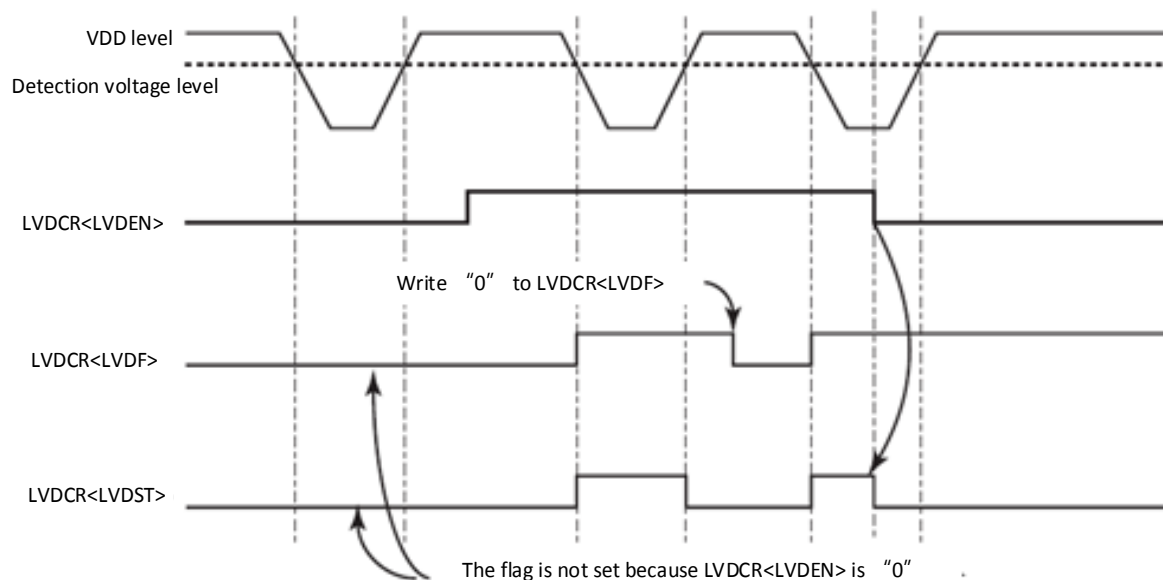 VDD level
Detection voltage level
LVDCR<LVDEN>
Write “0” to LVDCR<LVDF>
LVDCR<LVDF>
LVDCR<LVDST>
The flag is not set because LVDCR<LVDEN> is “0” .